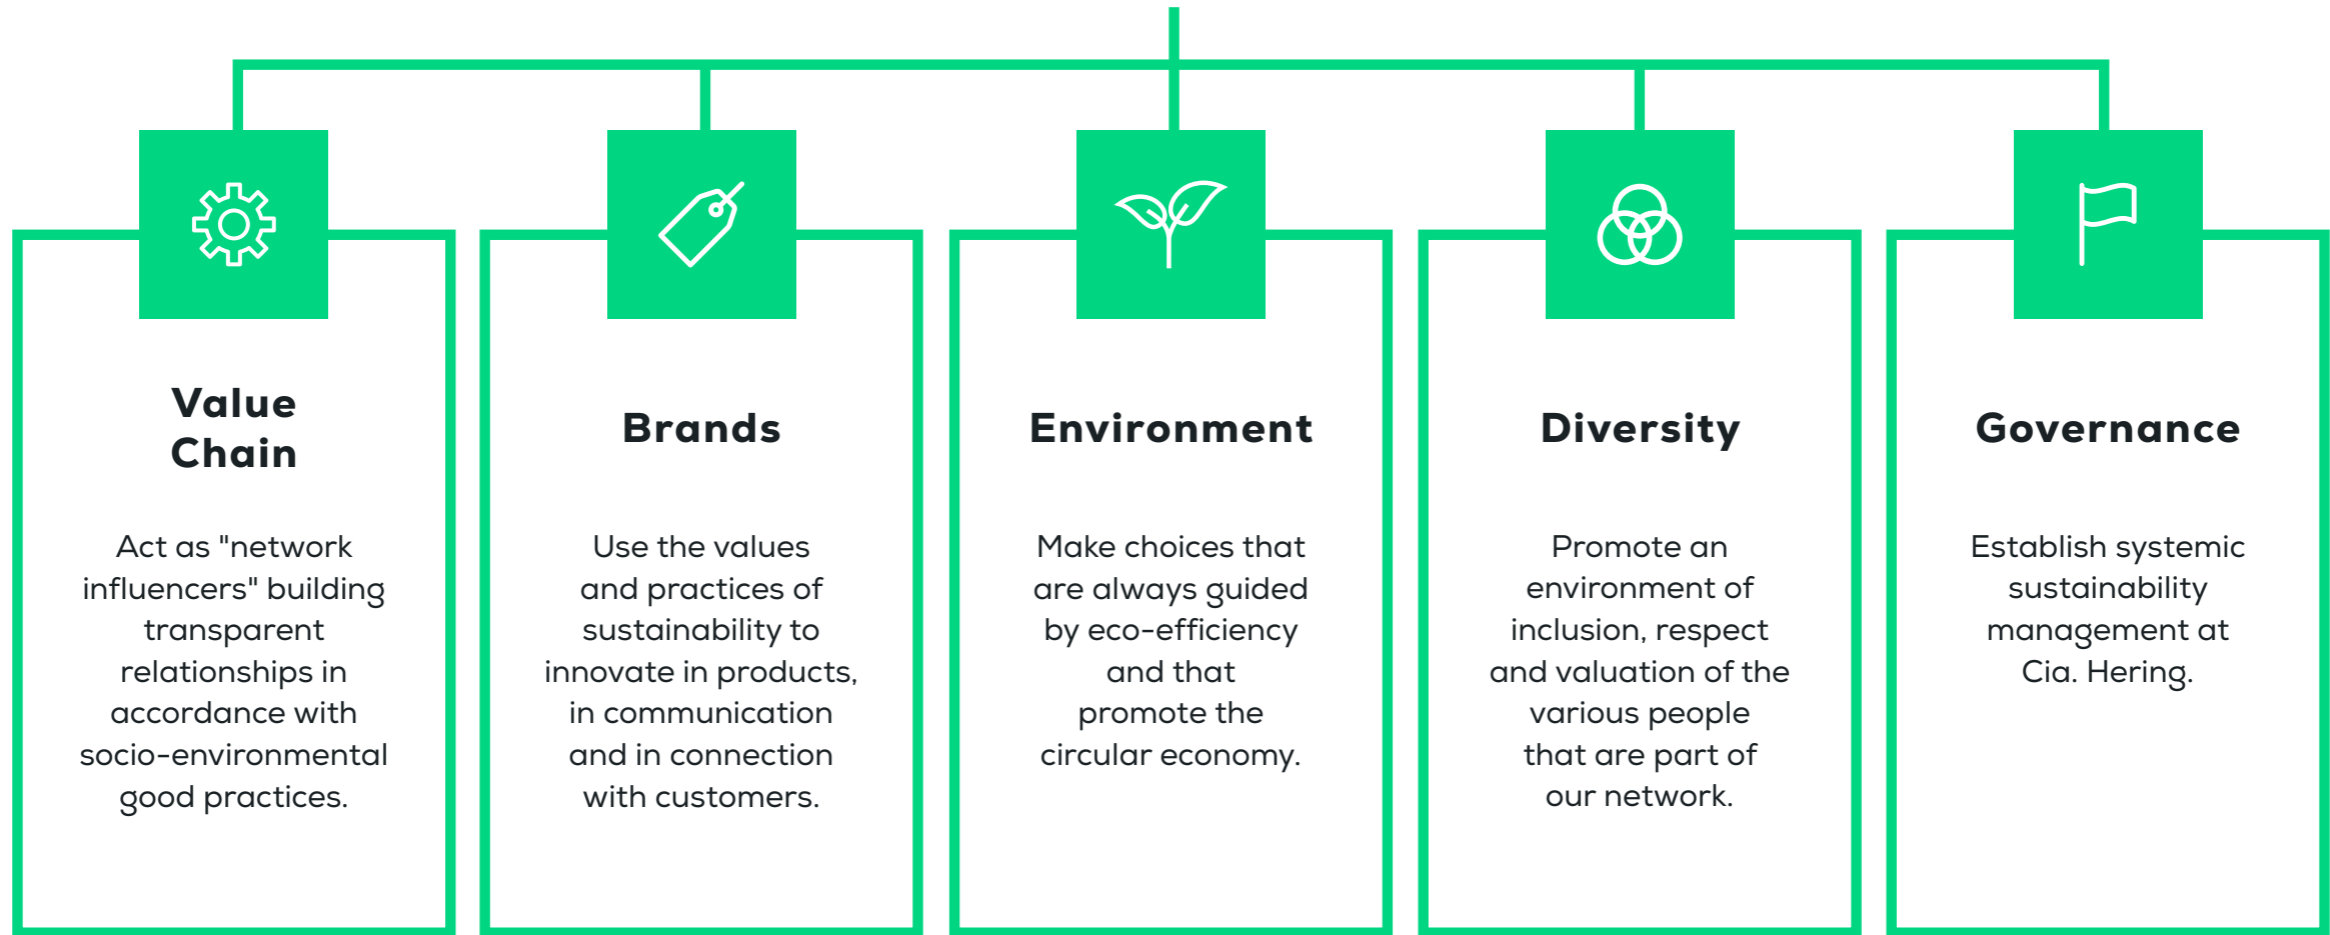 Value
Chain
Act as "network
influencers" building
transparent
relationships in
accordance with
socio-environmental
good practices.
Brands
Use the values
and practices of
sustainability to
innovate in products,
in communication
and in connection
with customers.
Environment
Make choices that
are always guided
by eco-efficiency
and that
promote the
circular economy.
Diversity
Promote an
environment of
inclusion, respect
and valuation of the
various people
that are part of
our network.
Governance
Establish systemic
sustainability
management at
Cia. Hering.